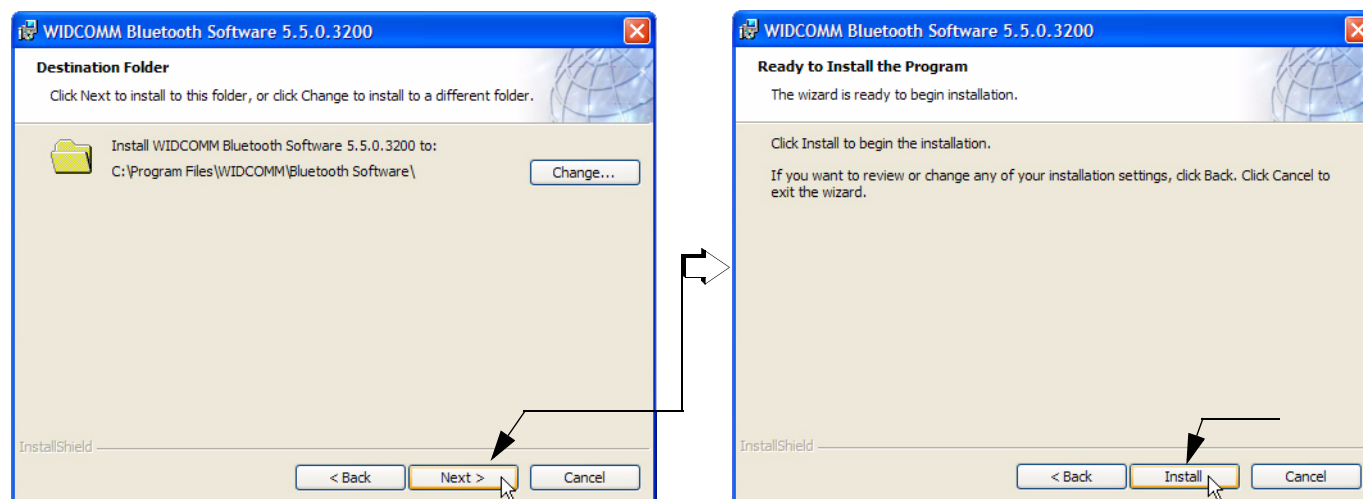 WIDCOMM Bluetooth Software 5.5.0.3200
Destination Folder
Click Next to install to this folder, or click Change to install to a different folder.
Install WIDCOMM Bluetooth Software 5.5.0.3200 to:
C:\Program Files\WIDCOMM\Bluetooth Software\
Change...
InstallShield
< Back
Next >
Cancel
WIDCOMM Bluetooth Software 5.5.0.3200
Ready to Install the Program
The wizard is ready to begin installation.
Click Install to begin the installation.
If you want to review or change any of your installation settings, click Back. Click Cancel to
exit the wizard.
InstallShield
< Back
Install
Cancel